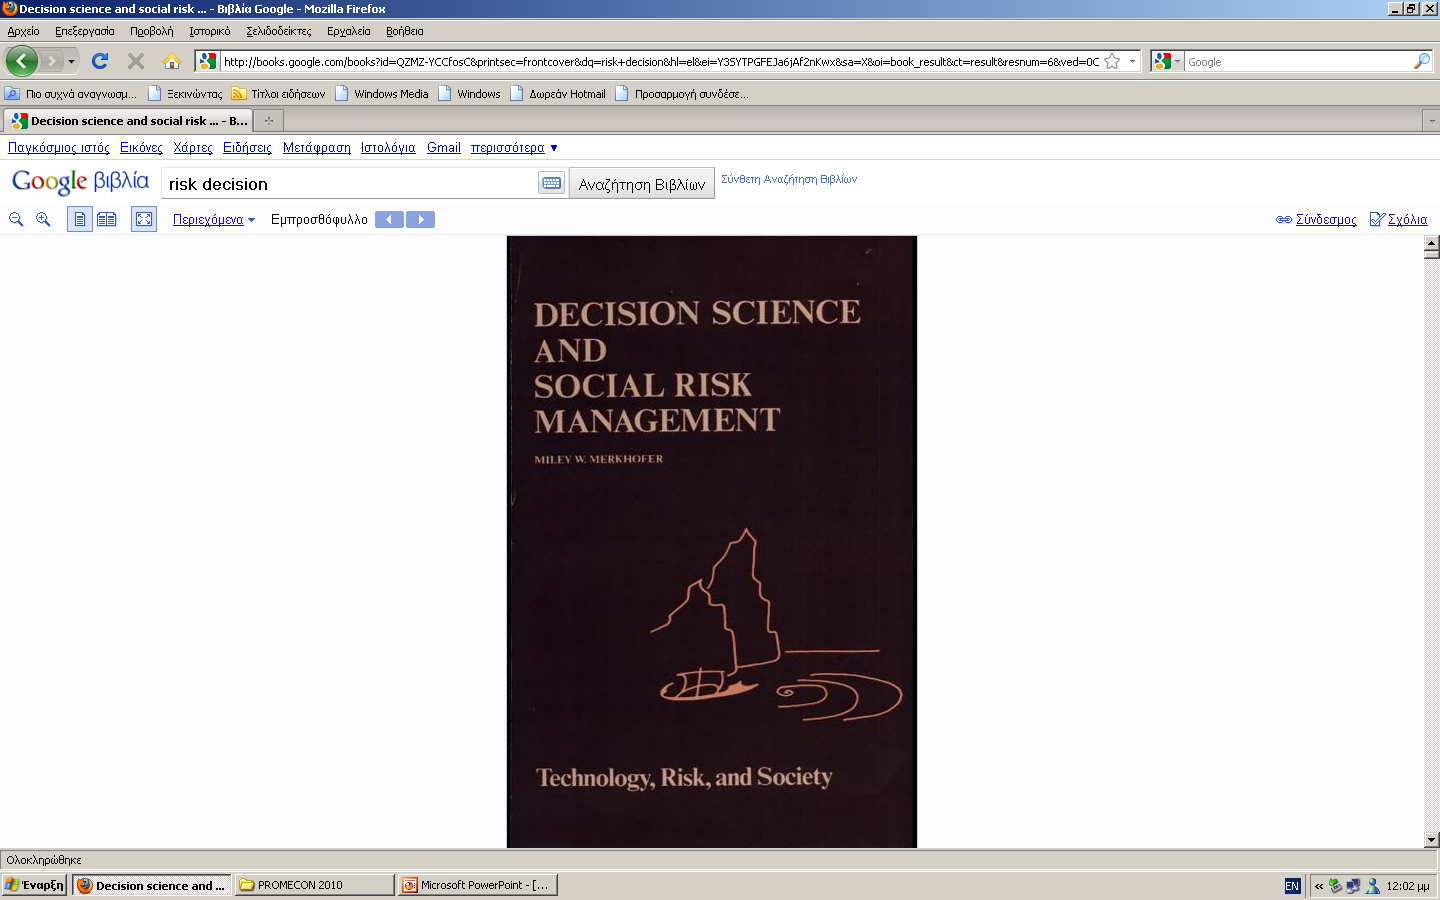 Decision science and social risk ... - Βιβλία Google - Mozilla Firefox
Αρχείο Επεξεργασία Προβολή Ιστορικό Σελιδοδείκτες Εργαλεία Βοήθεια
http://books.google.com/books?id=QZMZ-YCCfosC&printsec=frontcover&dq=risk+decision&hl=el&ei=Y3SYTPGFEJa6jAf2nKwx&sa=X&oi=book_result&ct=result&resnum=6&ved=0C Google
Πιο συχνά αναγνωσμ... Ξεκινώντας Τίτλοι ειδήσεων Windows Media Windows Δωρεάν Hotmail Προσαρμογή συνδέσε...
Decision science and social risk ... - B...
Παγκόσμιος ιστός Εικόνες Χάρτες Ειδήσεις Μετάφραση Ιστολόγια Gmail περισσότερα ▼
Google βιβλία risk decision Αναζήτηση Βιβλίων Σύνθετη Αναζήτηση Βιβλίων
Περιεχόμενα Εμπροσθόφυλλο Σύνδεσμος Σχόλια
DECISION SCIENCE
AND
SOCIAL RISK
MANAGEMENT
MILEY W. MERKHOFER
Technology, Risk, and Society
Ολοκληρώθηκε
Έναρξη Decision science and ... PROMECON 2010 Microsoft PowerPoint - [... EN « 12:02 μμ